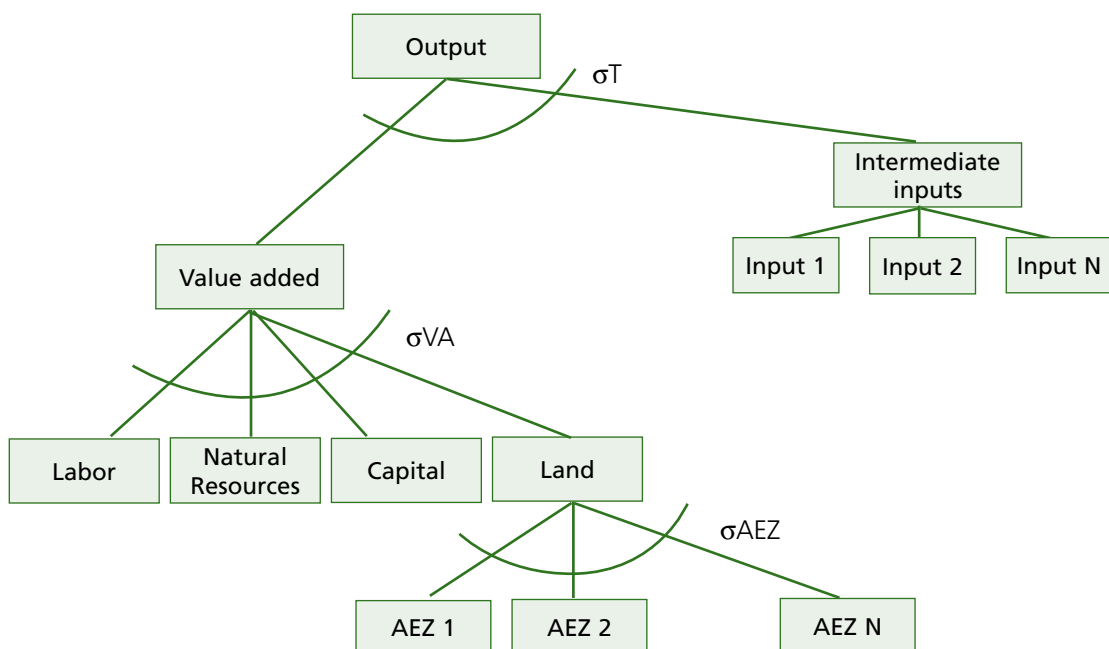 Output
σT
Intermediate
inputs
Value added
Input 1
Input 2
Input N
σVA
Labor
Natural
Resources
Capital
Land
σAEZ
AEZ 1
AEZ 2
AEZ N